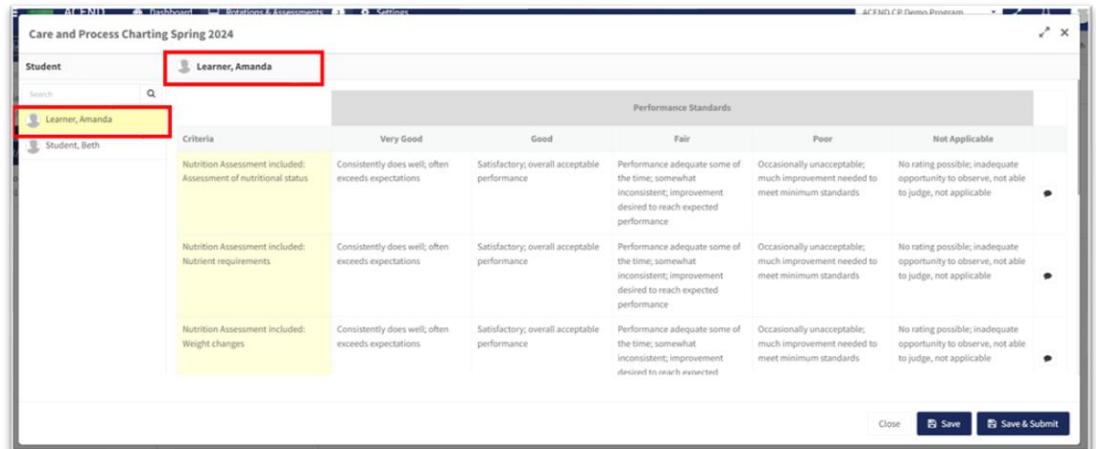 ACEND Dashboard Rotations & Assessments Settings ACEND CP Demo Program
Care and Process Charting Spring 2024
Student
Learner, Amanda
Search
Learner, Amanda
Student, Beth
Performance Standards
Criteria Very Good Good Fair Poor Not Applicable
Nutrition Assessment included:
Assessment of nutritional status
Consistently does well; often
exceeds expectations
Satisfactory; overall acceptable
performance
Performance adequate some of
the time; somewhat
inconsistent; improvement
desired to reach expected
performance
Occasionally unacceptable;
much improvement needed to
meet minimum standards
No rating possible; inadequate
opportunity to observe, not able
to judge, not applicable
Nutrition Assessment included:
Nutrient requirements
Consistently does well; often
exceeds expectations
Satisfactory; overall acceptable
performance
Performance adequate some of
the time; somewhat
inconsistent; improvement
desired to reach expected
performance
Occasionally unacceptable;
much improvement needed to
meet minimum standards
No rating possible; inadequate
opportunity to observe, not able
to judge, not applicable
Nutrition Assessment included:
Weight changes
Consistently does well; often
exceeds expectations
Satisfactory; overall acceptable
performance
Performance adequate some of
the time; somewhat
inconsistent; improvement
desired to reach expected
Occasionally unacceptable;
much improvement needed to
meet minimum standards
No rating possible; inadequate
opportunity to observe, not able
to judge, not applicable
Close Save Save & Submit